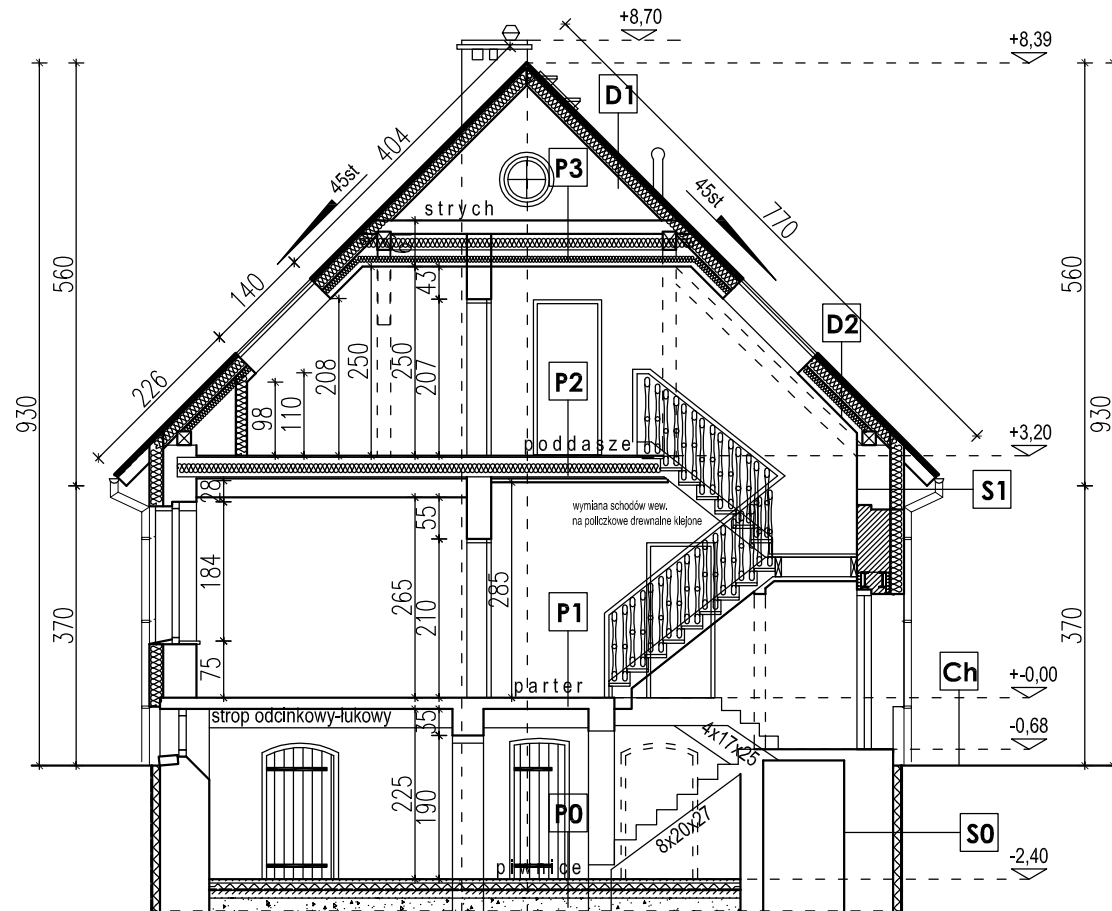 +8,70
+8,39
D1
404
P3
45st
45st
strych
770
560
140
43
560
D2
226
208
250
250
207
P2
930
98
110
930
poddasze
+3,20
28
S1
wymiana schodów wew.
na policzkowe drewnalne klejone
55
184
265
210
285
370
P1
370
75
Ch
parter
+-0,00
strop odcinkowy-łukowy
35
-0,68
4x17x25
225
190
P0
8x20x27
S0
piwnice
-2,40